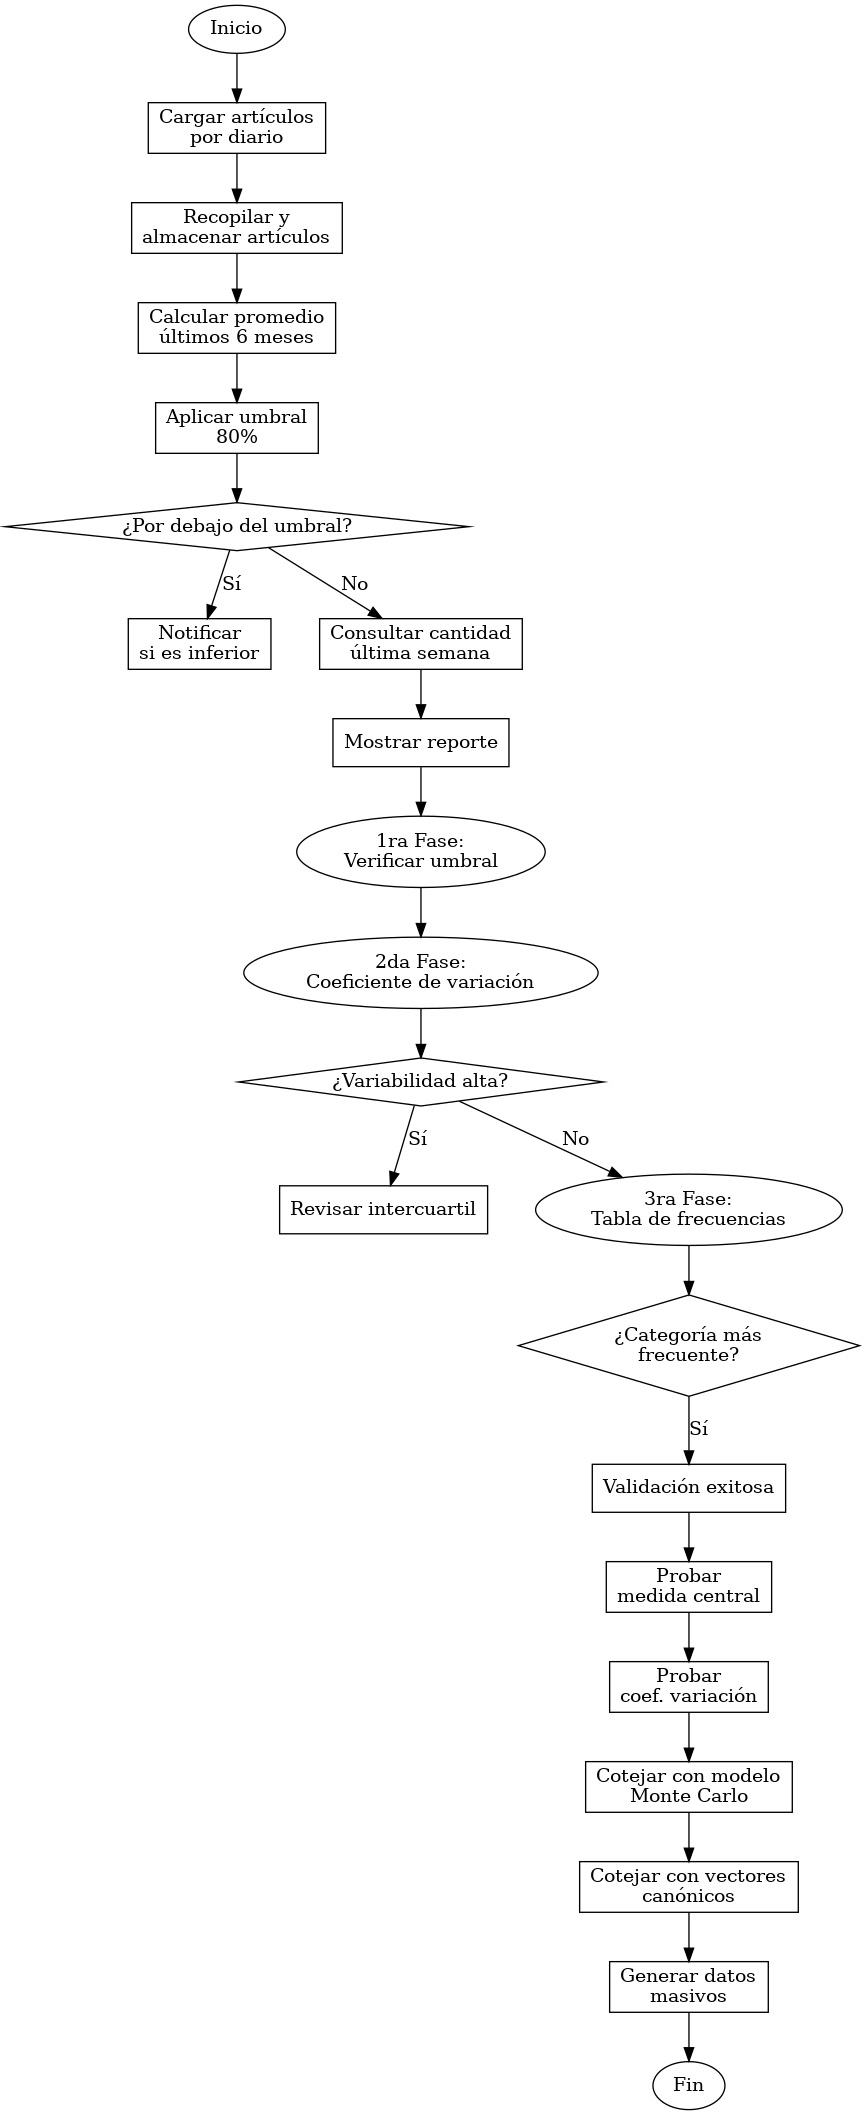 Inicio
Cargar artículos
por diario
Recopilar y
almacenar artículos
Calcular promedio
últimos 6 meses
Aplicar umbral
80%
¿Por debajo del umbral?
Sí
No
Notificar
si es inferior
Consultar cantidad
última semana
Mostrar reporte
1ra Fase:
Verificar umbral
2da Fase:
Coeficiente de variación
¿Variabilidad alta?
Sí
No
Revisar intercuartil
3ra Fase:
Tabla de frecuencias
¿Categoría más
frecuente?
Sí
Validación exitosa
Probar
medida central
Probar
coef. variación
Cotejar con modelo
Monte Carlo
Cotejar con vectores
canónicos
Generar datos
masivos
Fin